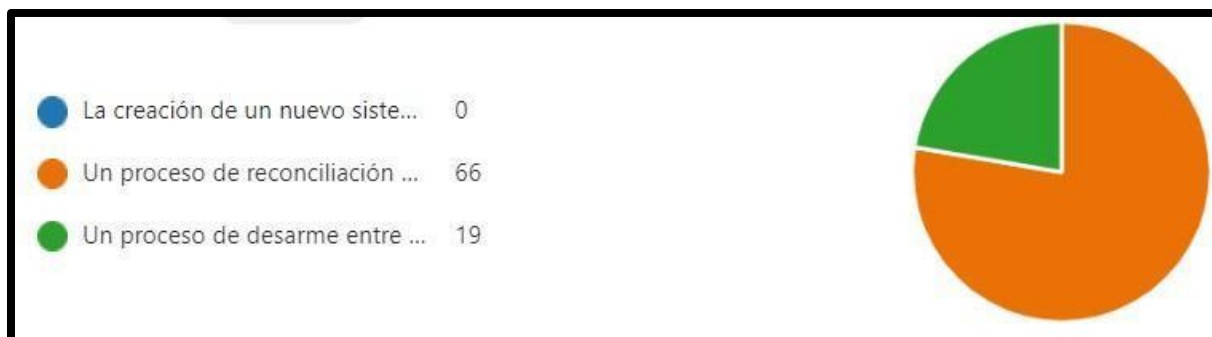 La creación de un nuevo siste... 0
Un proceso de reconciliación ... 66
Un proceso de desarme entre ... 19